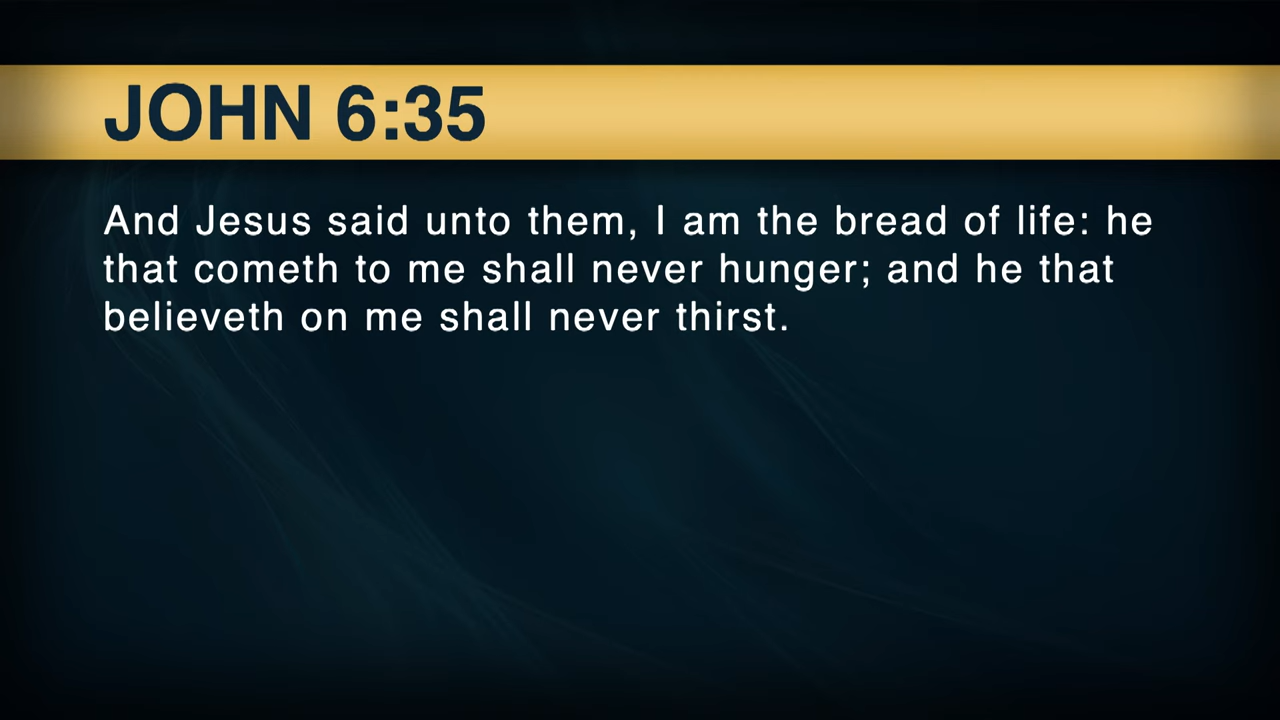 JOHN 6:35
And Jesus said unto them, I am the bread of life: he
that cometh to me shall never hunger; and he that
believeth on me shall never thirst.